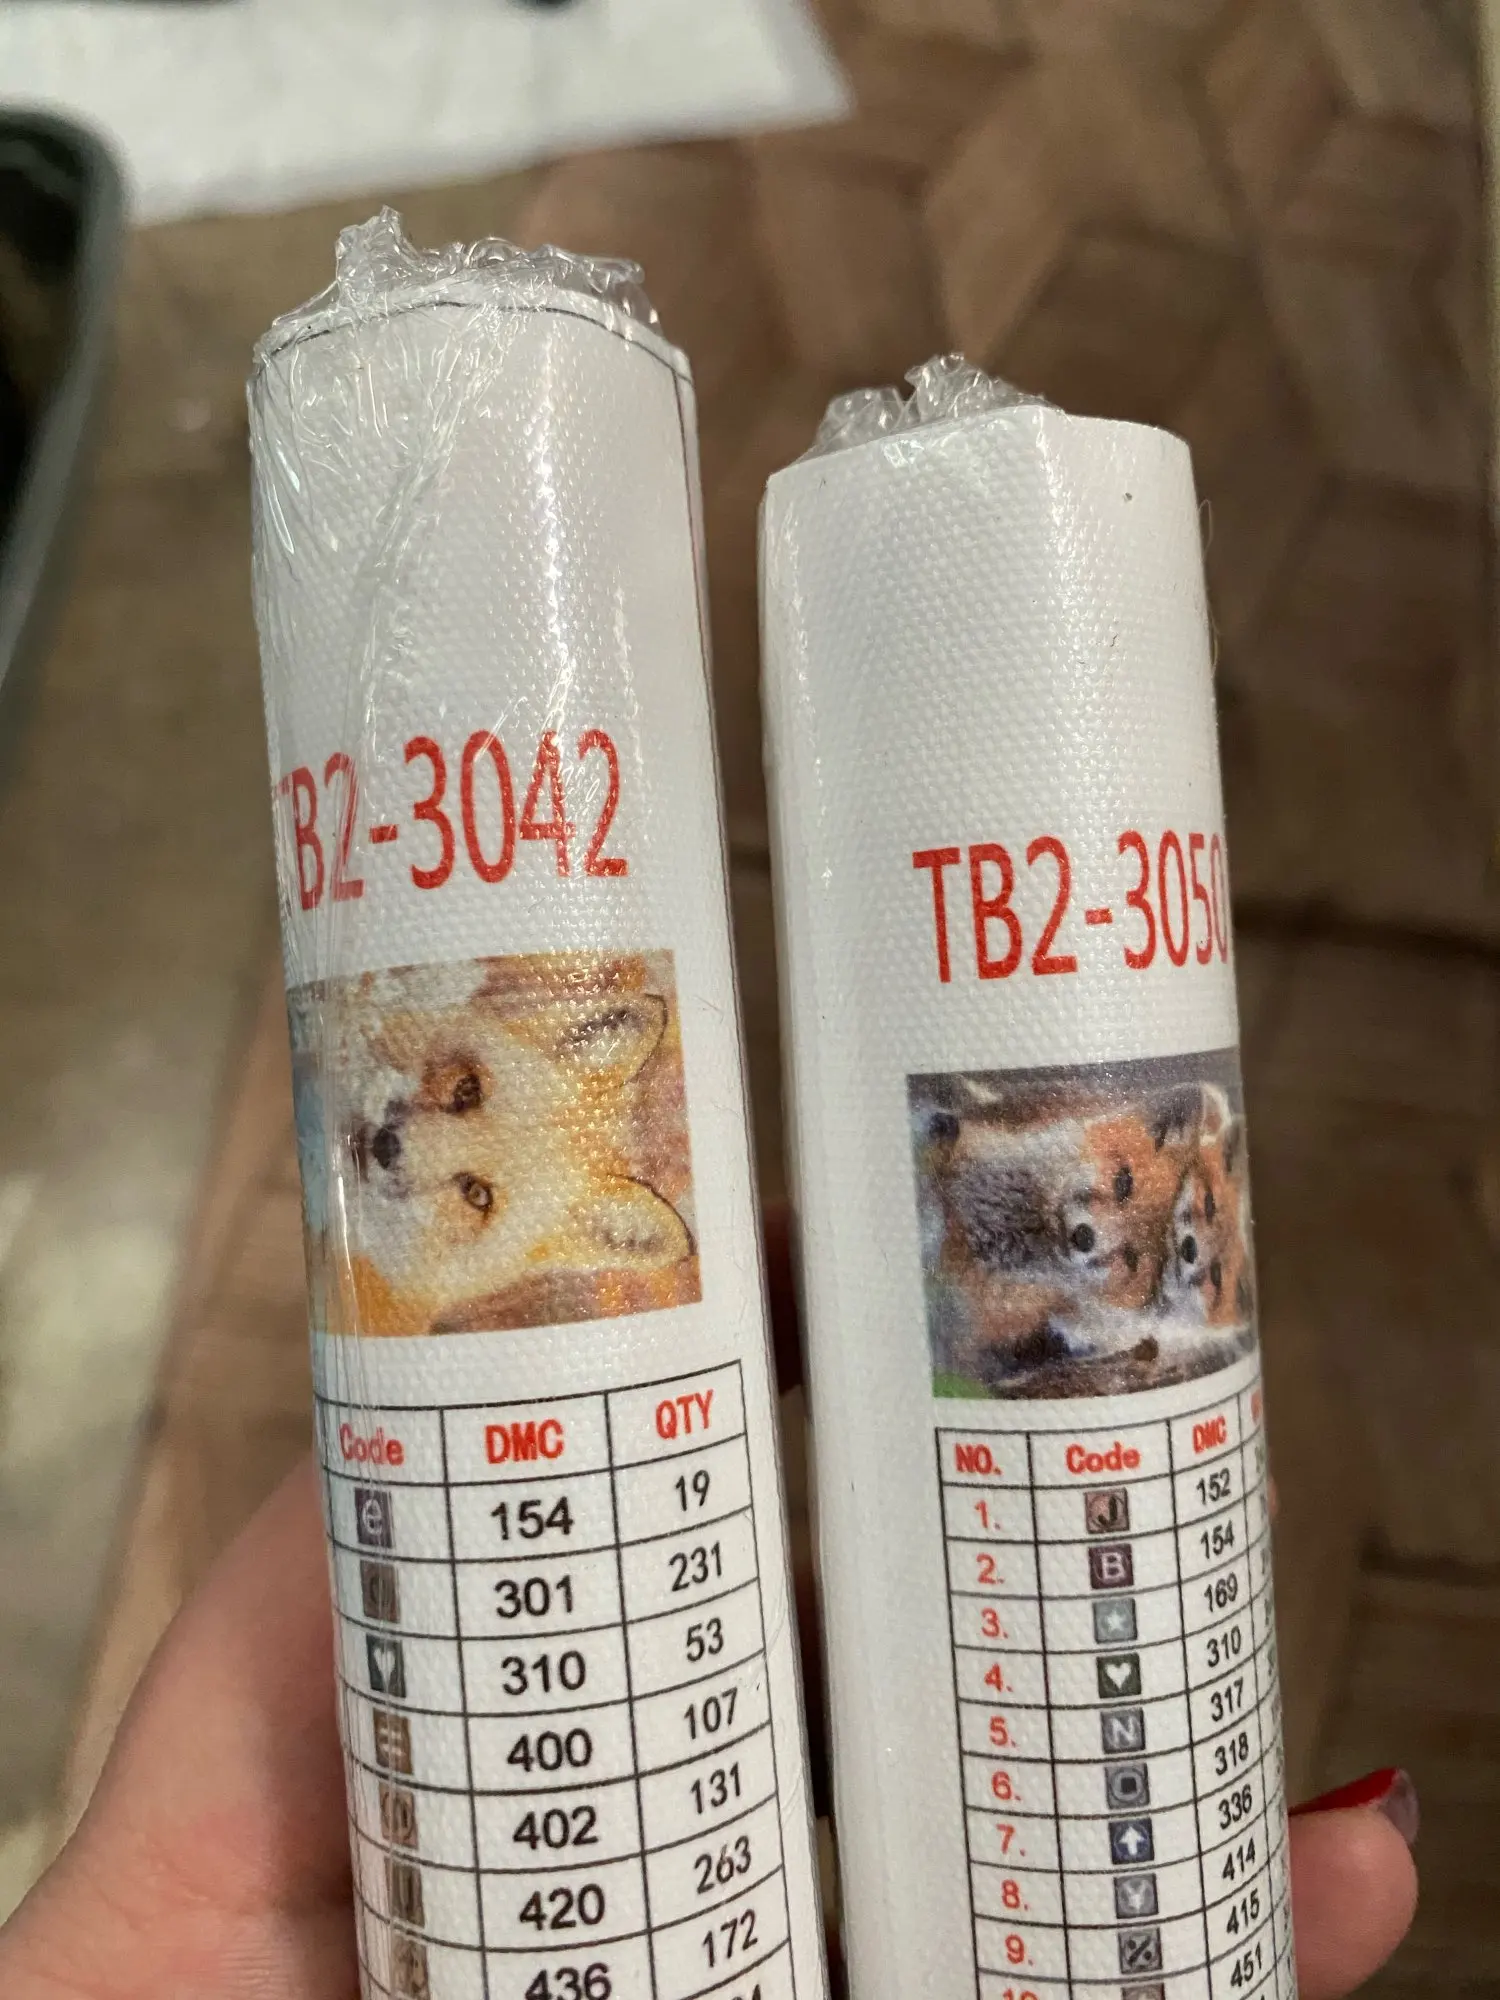 TB2-3042
Code DMC QTY
154 19
301 231
310 53
400 107
402 131
420 263
436 172
TB2-3050
NO. Code DMC
1. J 152
2. B 154
3. 169
4. 310
5. N 317
6. 318
7. 336
8. ¥ 414
9. % 415
10. 451